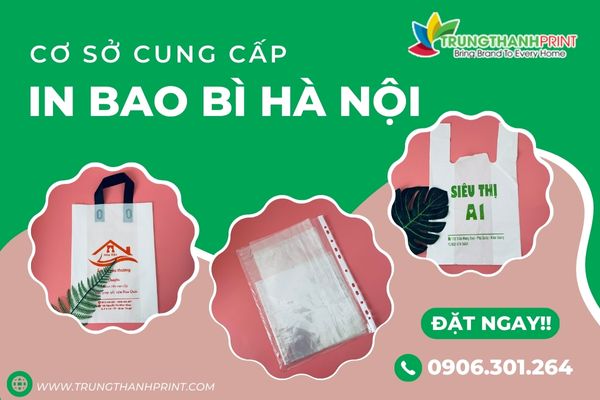 CƠ SỞ CUNG CẤP
IN BAO BÌ HÀ NỘI
TRUNGTHANHPRINT
Bring Brand To Every Home
SIÊU THỊ
A1
ĐẶT NGAY!!
0906.301.264
WWW.TRUNGTHANHPRINT.COM